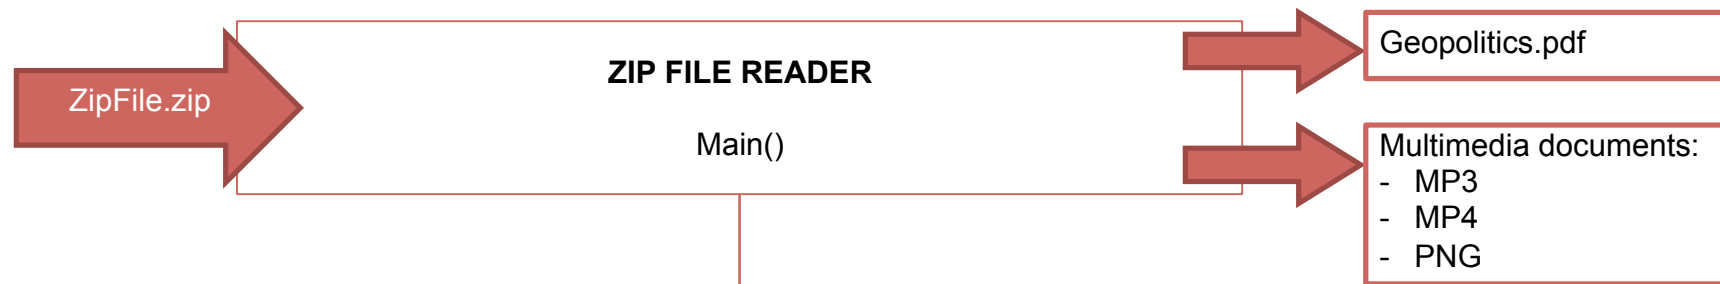 ZipFile.zip
ZIP FILE READER
Main()
Geopolitics.pdf
Multimedia documents:
- MP3
- MP4
- PNG